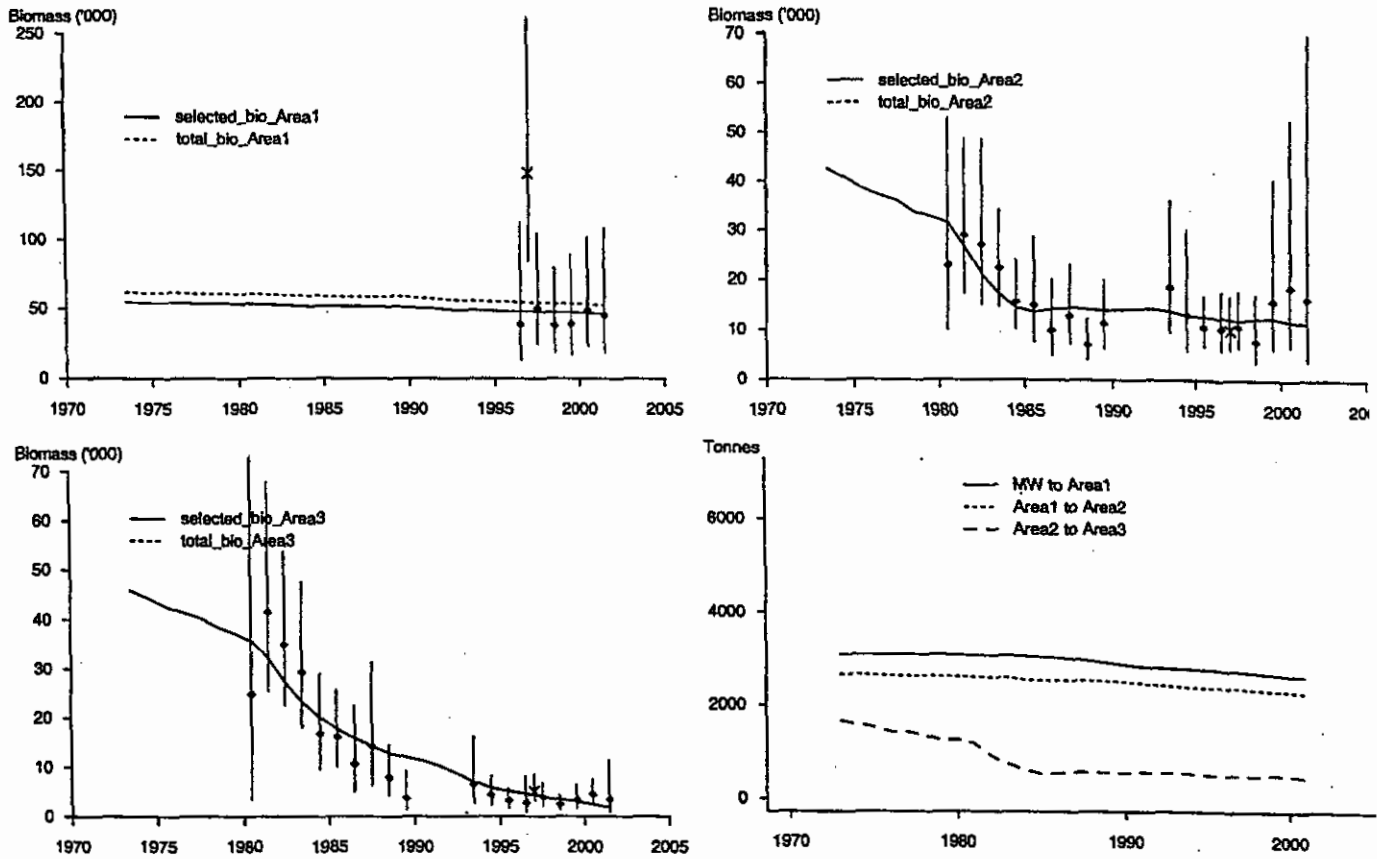 Biomass ('000)
250
200
150
100
50
0
selected_bio_Area1
total_bio_Area1
1970 1975 1980 1985 1990 1995 2000 2005
Biomass ('000)
70
60
50
40
30
20
10
0
selected_bio_Area2
total_bio_Area2
1970 1975 1980 1985 1990 1995 2000 20
Biomass ('000)
70
60
50
40
30
20
10
0
selected_bio_Area3
total_bio_Area3
1970 1975 1980 1985 1990 1995 2000 2005
Tonnes
6000
4000
2000
0
MW to Area1
Area1 to Area2
Area2 to Area3
1970 1980 1990 2000